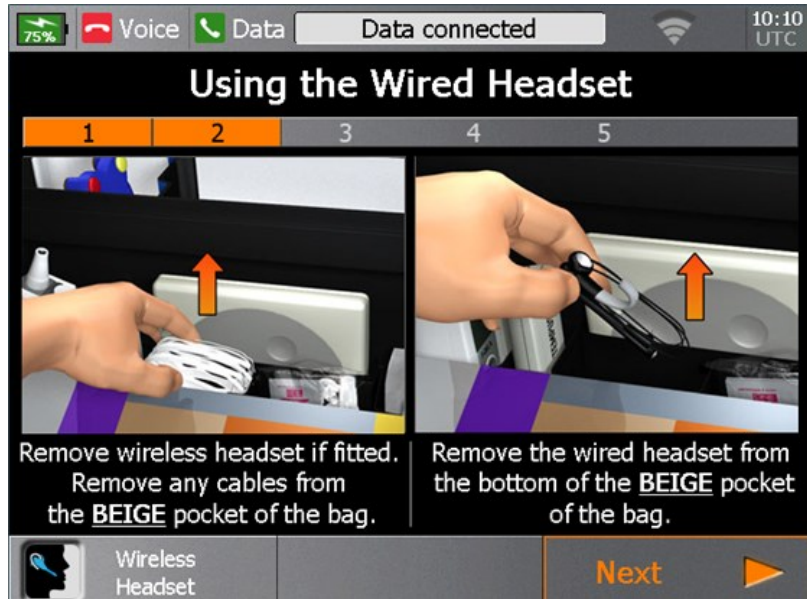 75%
Voice
Data
Data connected
10:10
UTC
Using the Wired Headset
1 2 3 4 5
Remove wireless headset if fitted.
Remove any cables from
the BEIGE pocket of the bag.
Remove the wired headset from
the bottom of the BEIGE pocket
of the bag.
Wireless
Headset
Next